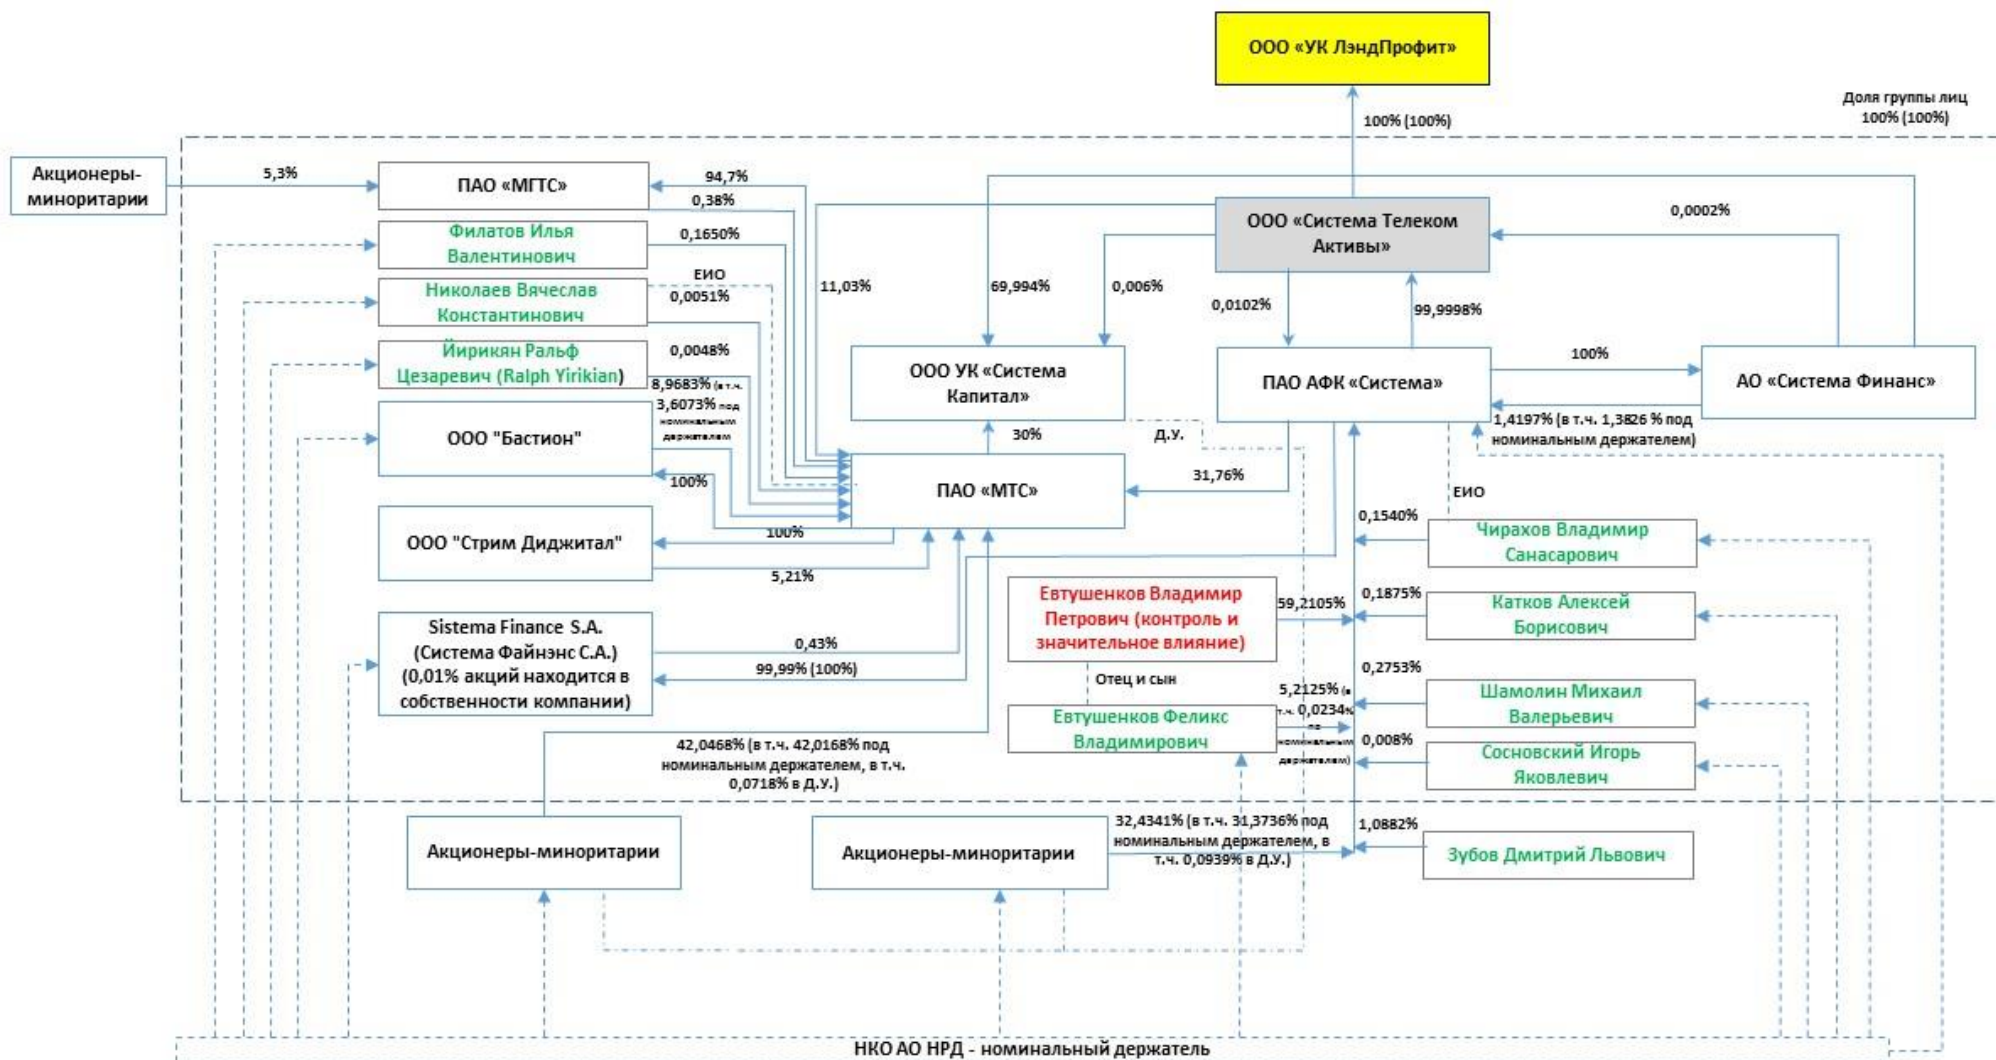 ООО «УК ЛэндПрофит»
Доля группы лиц
100% (100%)
100% (100%)
Акционеры-
миноритарии
5,3%
ПАО «МГТС»
94,7%
0,38%
Филатов Илья
Валентинович
0,1650%
ЕИО
Николаев Вячеслав
Константинович
0,0051%
Йирикян Ральф
Цезаревич (Ralph Yirikian)
0,0048%
8,9683% (в т.ч.
3,6073% под
номинальным
держателем
ООО "Бастион"
100%
ООО "Стрим Диджитал"
100%
5,21%
Sistema Finance S.A.
(Система Файнэнс С.А.)
(0,01% акций находится в
собственности компании)
0,43%
99,99% (100%)
42,0468% (в т.ч. 42,0168% под
номинальным держателем, в т.ч.
0,0718% в Д.У.)
11,03%
69,994%
0,006%
ООО «Система Телеком
Активы»
0,0002%
0,0102%
99,9998%
ООО УК «Система
Капитал»
30%
Д.У.
ПАО «МТС»
31,76%
ПАО АФК «Система»
100%
АО «Система Финанс»
1,4197% (в т.ч. 1,3826 % под
номинальным держателем)
ЕИО
0,1540%
Чирахов Владимир
Санасарович
Евтушенков Владимир
Петрович (контроль и
значительное влияние)
59,2105%
0,1875%
Катков Алексей
Борисович
Отец и сын
0,2753%
Шамолин Михаил
Валерьевич
Евтушенков Феликс
Владимирович
5,2125% (в
т.ч. 0,0234%
по
номинальным
держателем)
0,008%
Сосновский Игорь
Яковлевич
Акционеры-миноритарии
Акционеры-миноритарии
32,4341% (в т.ч. 31,3736% под
номинальным держателем, в
т.ч. 0,0939% в Д.У.)
1,0882%
Зубов Дмитрий Львович
НКО АО НРД - номинальный держатель